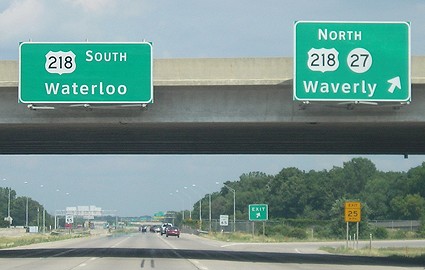 218 SOUTH
Waterloo
NORTH
218 27
Waverly
EXIT
25